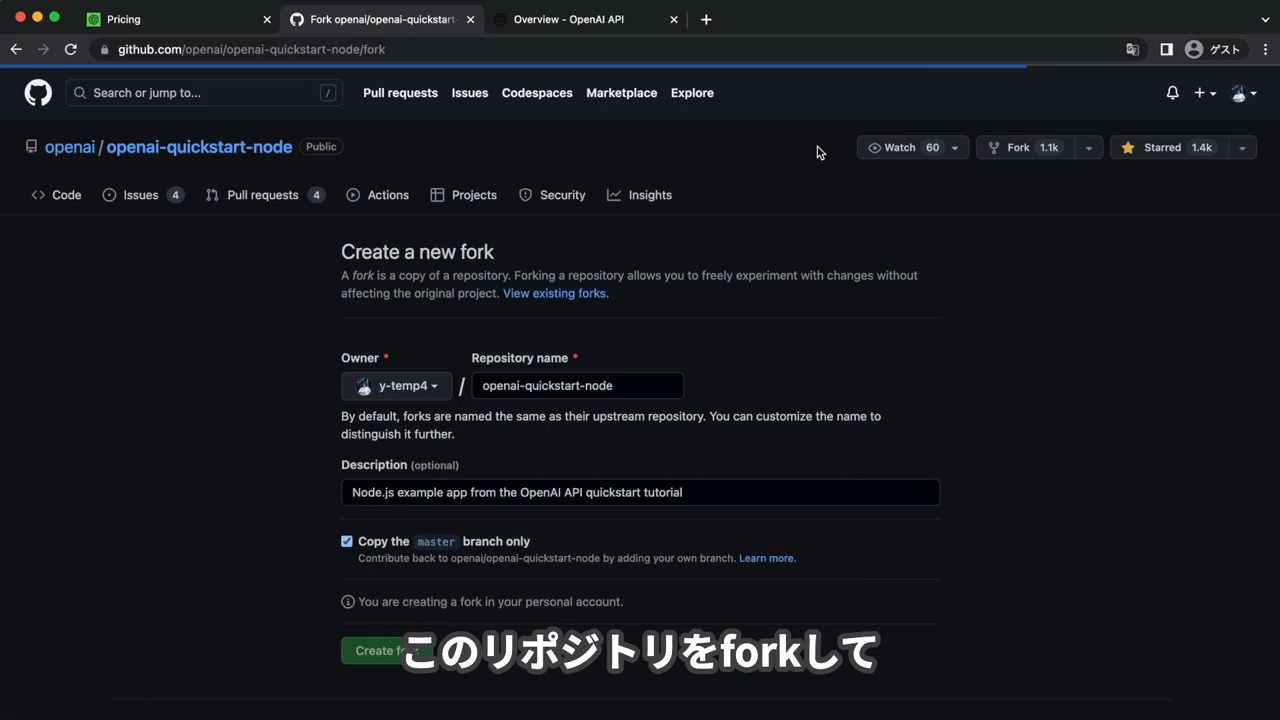 Pricing
Fork openai/openai-quickstart-
Overview - OpenAI API
github.com/openai/openai-quickstart-node/fork
ゲスト
Search or jump to...
/
Pull requests
Issues
Codespaces
Marketplace
Explore
openai / openai-quickstart-node
Public
Watch 60
Fork 1.1k
Starred 1.4k
Code
Issues 4
Pull requests 4
Actions
Projects
Security
Insights
Create a new fork
A fork is a copy of a repository. Forking a repository allows you to freely experiment with changes without
affecting the original project. View existing forks.
Owner *
Repository name *
y-temp4
/
openai-quickstart-node
By default, forks are named the same as their upstream repository. You can customize the name to
distinguish it further.
Description (optional)
Node.js example app from the OpenAI API quickstart tutorial
Copy the master branch only
Contribute back to openai/openai-quickstart-node by adding your own branch. Learn more.
You are creating a fork in your personal account.
Create
このリポジトリをforkして